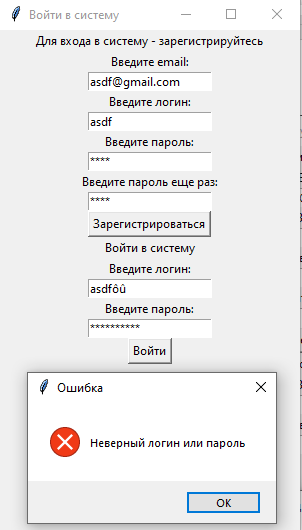 Войти в систему
Для входа в систему - зарегистрируйтесь
Введите email:
asdf@gmail.com
Введите логин:
asdf
Введите пароль:
****
Введите пароль еще раз:
****
Зарегистрироваться
Войти в систему
Введите логин:
asdfôû
Введите пароль:
**********
Войти
Ошибка
Неверный логин или пароль
ОК